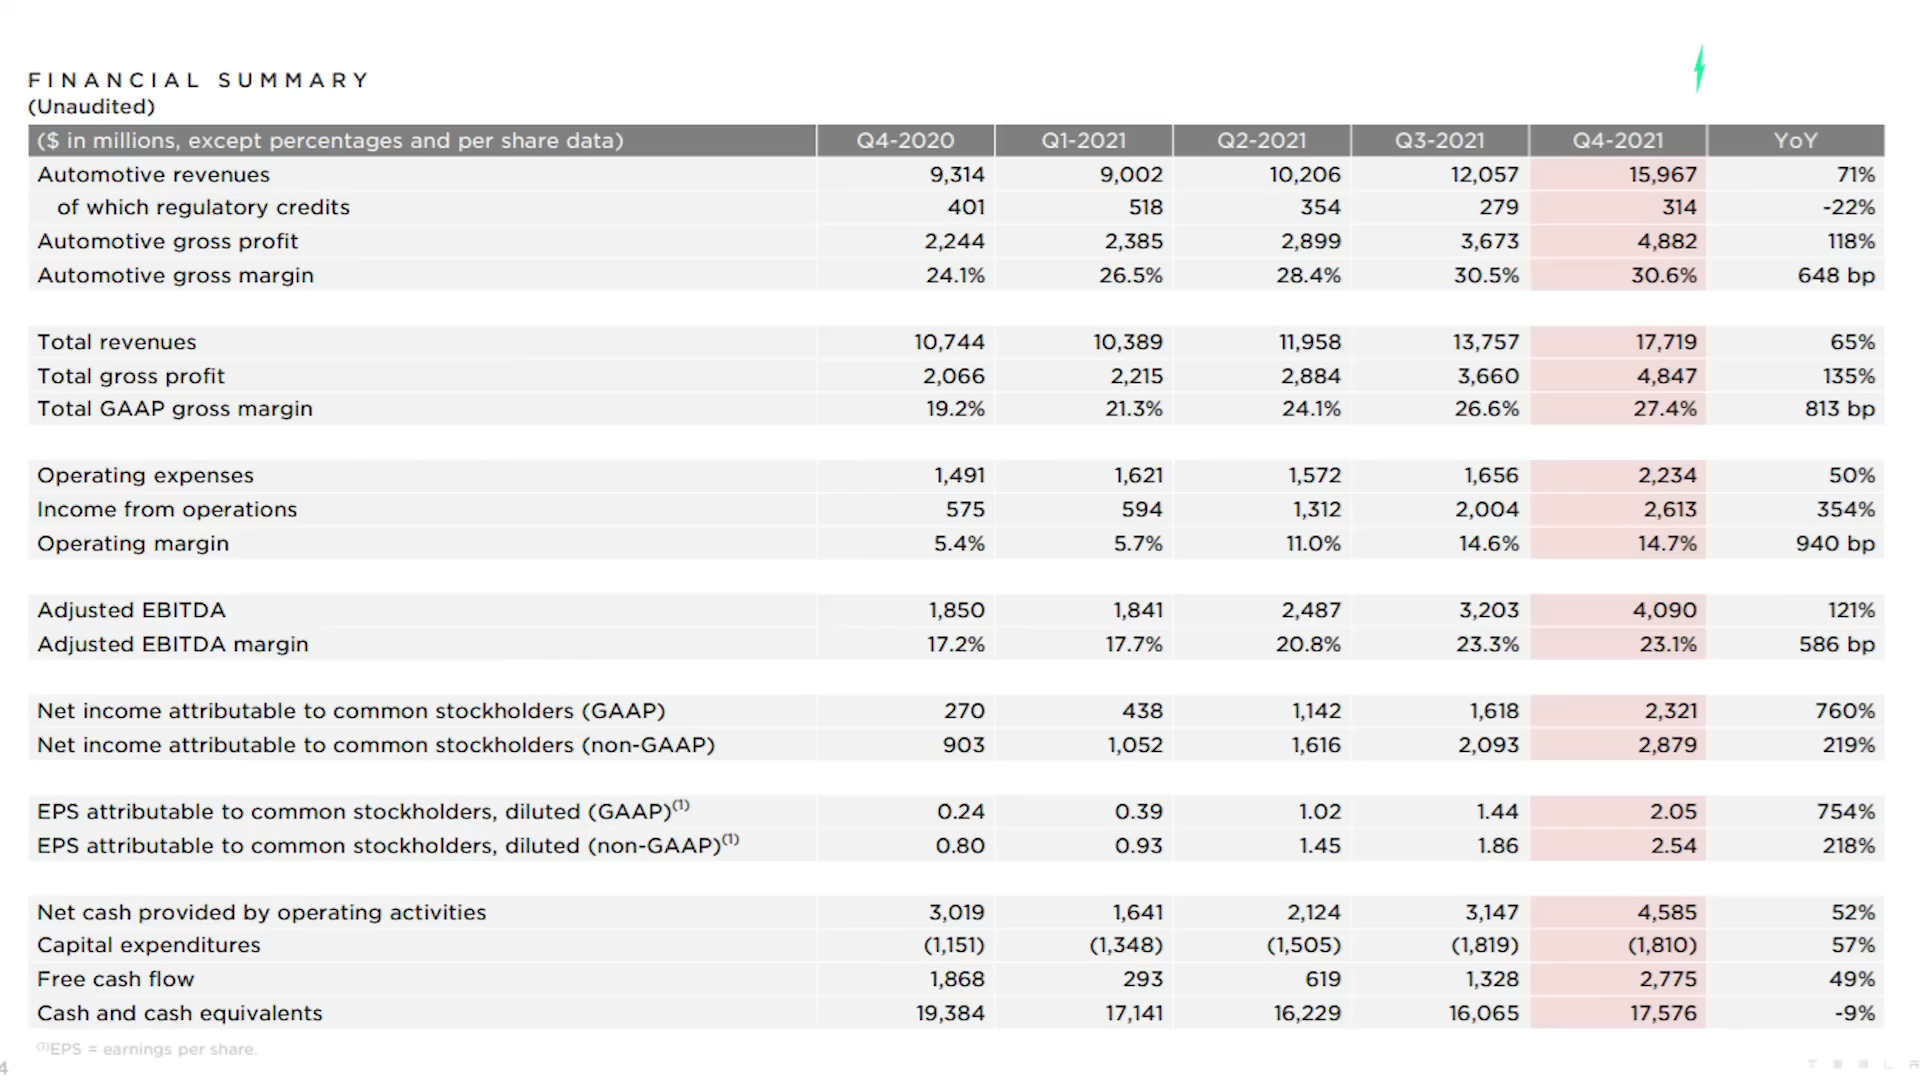 FINANCIAL SUMMARY
(Unaudited)
($ in millions, except percentages and per share data) Q4-2020 Q1-2021 Q2-2021 Q3-2021 Q4-2021 YoY
Automotive revenues 9,314 9,002 10,206 12,057 15,967 71%
of which regulatory credits 401 518 354 279 314 -22%
Automotive gross profit 2,244 2,385 2,899 3,673 4,882 118%
Automotive gross margin 24.1% 26.5% 28.4% 30.5% 30.6% 648 bp
Total revenues 10,744 10,389 11,958 13,757 17,719 65%
Total gross profit 2,066 2,215 2,884 3,660 4,847 135%
Total GAAP gross margin 19.2% 21.3% 24.1% 26.6% 27.4% 813 bp
Operating expenses 1,491 1,621 1,572 1,656 2,234 50%
Income from operations 575 594 1,312 2,004 2,613 354%
Operating margin 5.4% 5.7% 11.0% 14.6% 14.7% 940 bp
Adjusted EBITDA 1,850 1,841 2,487 3,203 4,090 121%
Adjusted EBITDA margin 17.2% 17.7% 20.8% 23.3% 23.1% 586 bp
Net income attributable to common stockholders (GAAP) 270 438 1,142 1,618 2,321 760%
Net income attributable to common stockholders (non-GAAP) 903 1,052 1,616 2,093 2,879 219%
EPS attributable to common stockholders, diluted (GAAP)(1) 0.24 0.39 1.02 1.44 2.05 754%
EPS attributable to common stockholders, diluted (non-GAAP)(1) 0.80 0.93 1.45 1.86 2.54 218%
Net cash provided by operating activities 3,019 1,641 2,124 3,147 4,585 52%
Capital expenditures (1,151) (1,348) (1,505) (1,819) (1,810) 57%
Free cash flow 1,868 293 619 1,328 2,775 49%
Cash and cash equivalents 19,384 17,141 16,229 16,065 17,576 -9%
(1)EPS = earnings per share.
4